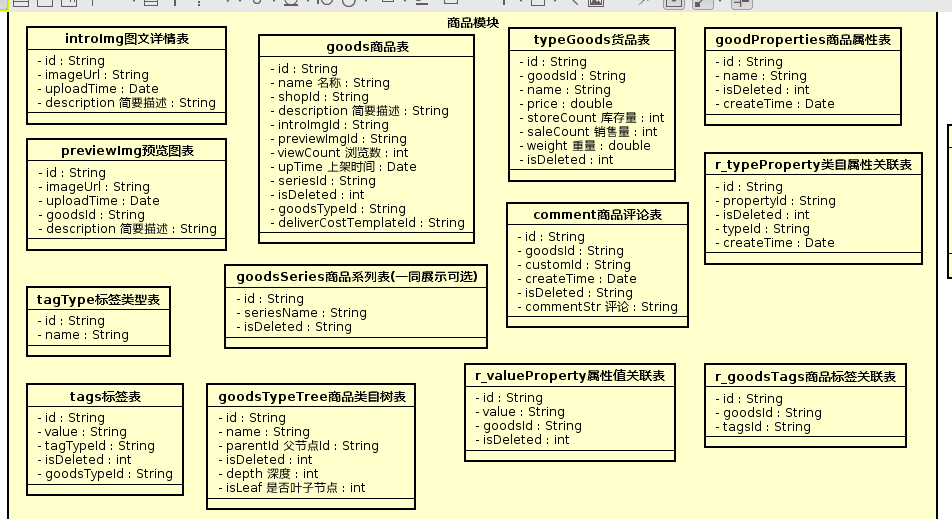 商品模块
introImg图文详情表
- id : String
- imageUrl : String
- uploadTime : Date
- description 简要描述 : String
previewImg预览图表
- id : String
- imageUrl : String
- uploadTime : Date
- goodsId : String
- description 简要描述 : String
goods商品表
- id : String
- name 名称 : String
- shopId : String
- description 简要描述 : String
- introImgId : String
- previewImgId : String
- viewCount 浏览数 : int
- upTime 上架时间 : Date
- seriesId : String
- isDeleted : int
- goodsTypeId : String
- deliverCostTemplateId : String
typeGoods货品表
- id : String
- goodsId : String
- name : String
- price : double
- storeCount 库存量 : int
- saleCount 销售量 : int
- weight 重量 : double
- isDeleted : int
goodProperties商品属性表
- id : String
- name : String
- isDeleted : int
- createTime : Date
r_typeProperty类目属性关联表
- id : String
- propertyId : String
- isDeleted : int
- typeId : String
- createTime : Date
comment商品评论表
- id : String
- goodsId : String
- customId : String
- createTime : Date
- isDeleted : String
- commentStr 评论 : String
goodsSeries商品系列表(一同展示可选)
- id : String
- seriesName : String
- isDeleted : String
tagType标签类型表
- id : String
- name : String
tags标签表
- id : String
- value : String
- tagTypeId : String
- isDeleted : int
- goodsTypeId : String
goodsTypeTree商品类目树表
- id : String
- name : String
- parentId 父节点Id : String
- isDeleted : int
- depth 深度 : int
- isLeaf 是否叶子节点 : int
r_valueProperty属性值关联表
- id : String
- value : String
- goodsId : String
- isDeleted : int
r_goodsTags商品标签关联表
- id : String
- goodsId : String
- tagsId : String